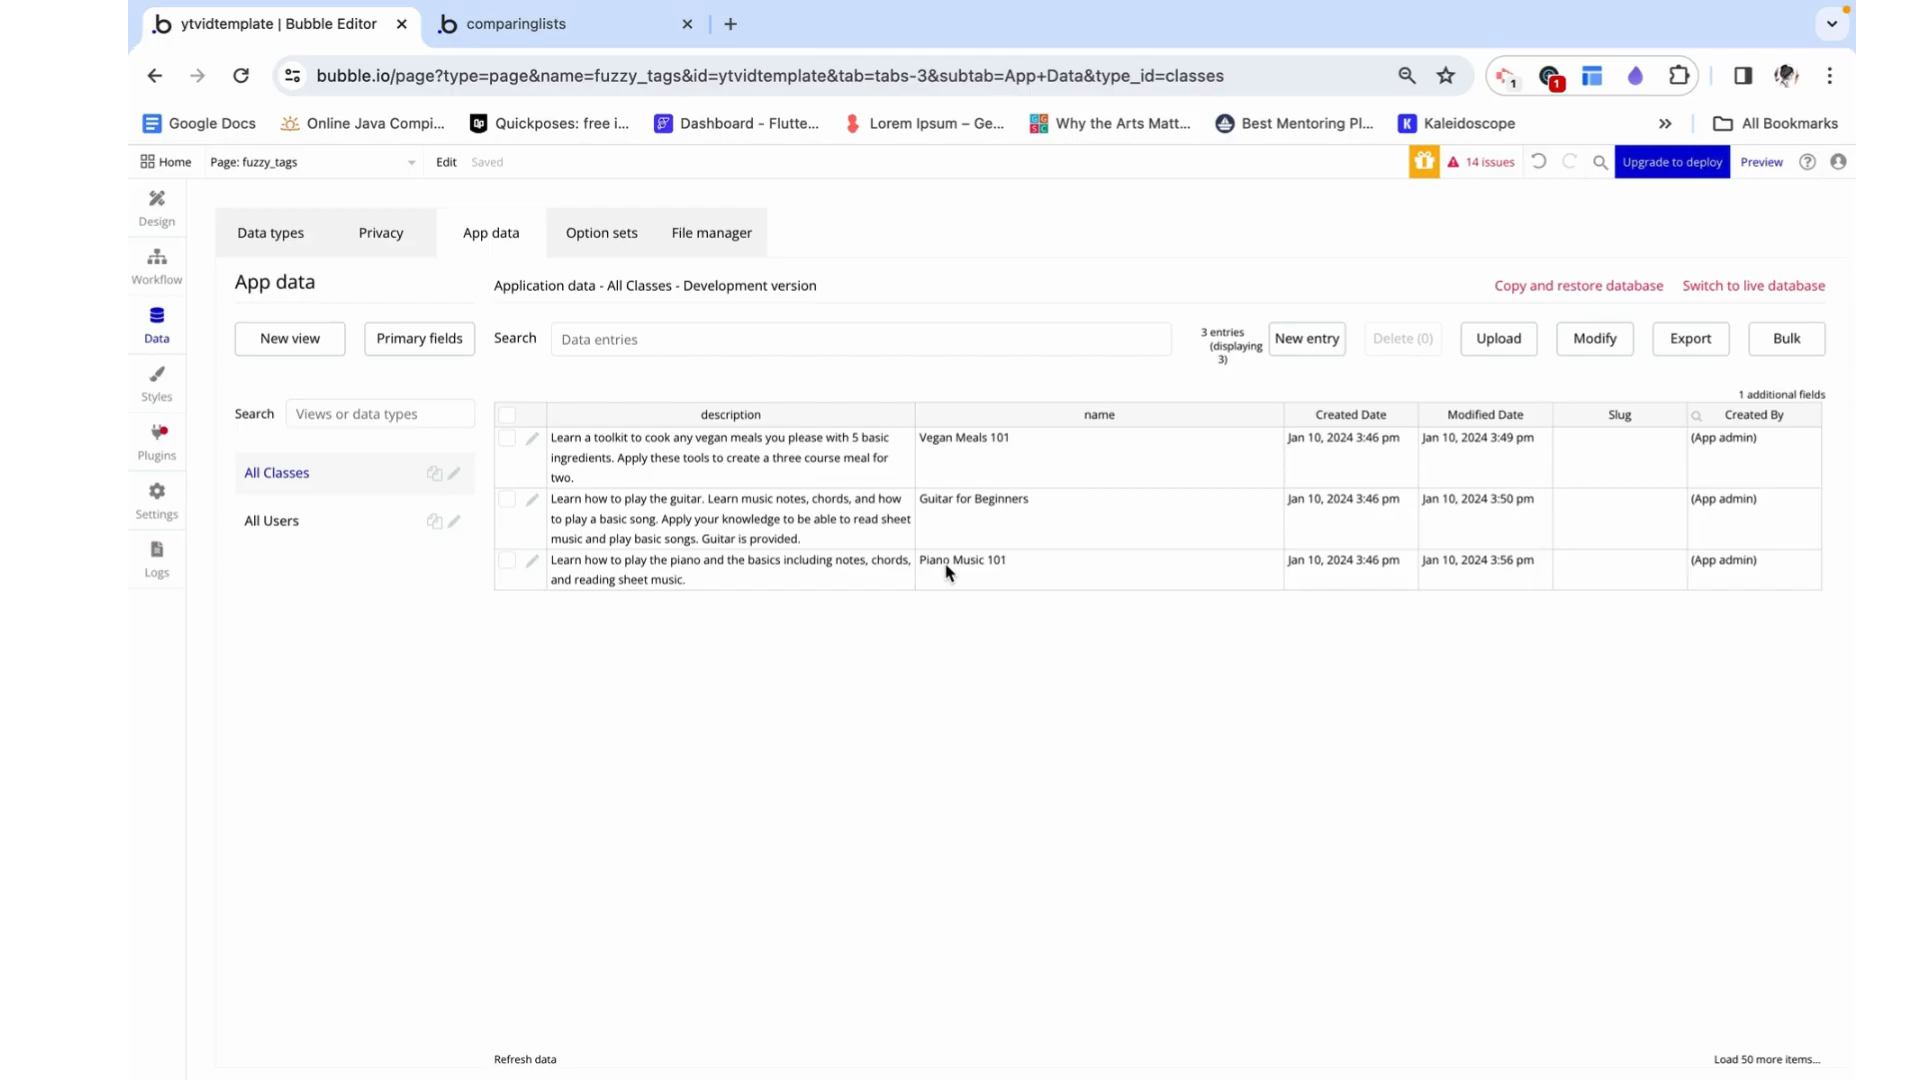 ytvidtemplate | Bubble Editor
comparinglists
bubble.io/page?type=page&name=fuzzy_tags&id=ytvidtemplate&tab=tabs-3&subtab=App+Data&type_id=classes
1
1
Google Docs
Online Java Compi...
Quickposes: free i...
Dashboard - Flutte...
Lorem Ipsum – Ge...
Why the Arts Matt...
Best Mentoring Pl...
Kaleidoscope
All Bookmarks
Home
Page: fuzzy_tags
Edit
Saved
14 issues
Upgrade to deploy
Preview
Design
Workflow
Data
Styles
Plugins
Settings
Logs
Data types
Privacy
App data
Option sets
File manager
App data
Application data - All Classes - Development version
Copy and restore database
Switch to live database
New view
Primary fields
Search
Data entries
3 entries
(displaying
3)
New entry
Delete (0)
Upload
Modify
Export
Bulk
1 additional fields
Search
Views or data types
All Classes
All Users
description
name
Created Date
Modified Date
Slug
Created By
Learn a toolkit to cook any vegan meals you please with 5 basic
ingredients. Apply these tools to create a three course meal for
two.
Vegan Meals 101
Jan 10, 2024 3:46 pm
Jan 10, 2024 3:49 pm
(App admin)
Learn how to play the guitar. Learn music notes, chords, and how
to play a basic song. Apply your knowledge to be able to read sheet
music and play basic songs. Guitar is provided.
Guitar for Beginners
Jan 10, 2024 3:46 pm
Jan 10, 2024 3:50 pm
(App admin)
Learn how to play the piano and the basics including notes, chords,
and reading sheet music.
Piano Music 101
Jan 10, 2024 3:46 pm
Jan 10, 2024 3:56 pm
(App admin)
Refresh data
Load 50 more items...